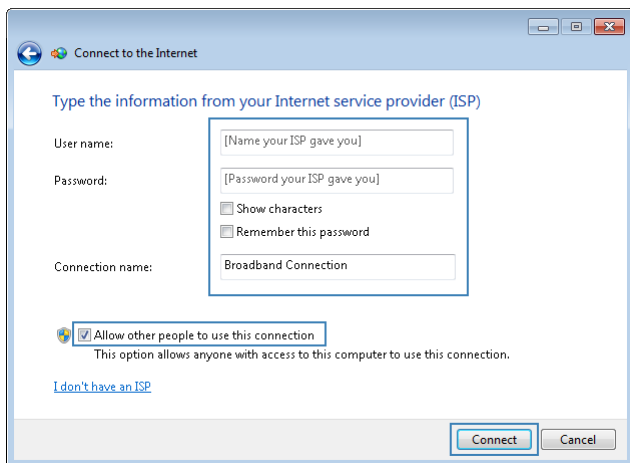 Connect to the Internet
Type the information from your Internet service provider (ISP)
User name:
[Name your ISP gave you]
Password:
[Password your ISP gave you]
Show characters
Remember this password
Connection name:
Broadband Connection
Allow other people to use this connection
This option allows anyone with access to this computer to use this connection.
I don't have an ISP
Connect
Cancel